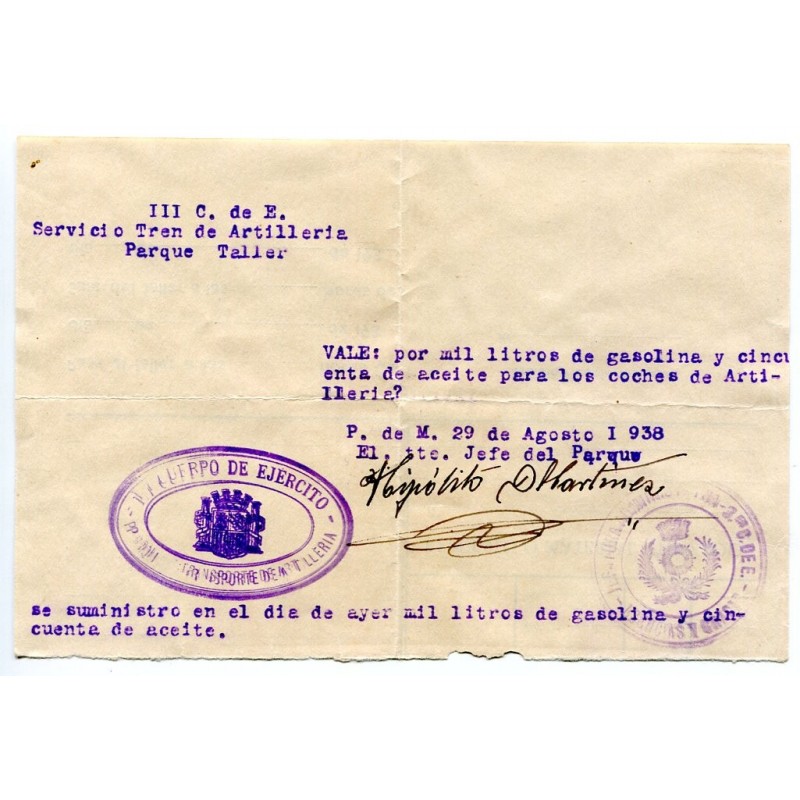 III C. de E.
Servicio Tren de Artilleria
Parque Taller
VALE: por mil litros de gasolina y cincu
enta de aceite para los coches de Arti-
lleria?
P. de M. 29 de Agosto I 938
El. tte. Jefe del Parque
Hipólito Martinez
CUERPO DE EJERCITO
se suministro en el dia de ayer mil litros de gasolina y cin-
cuenta de aceite.